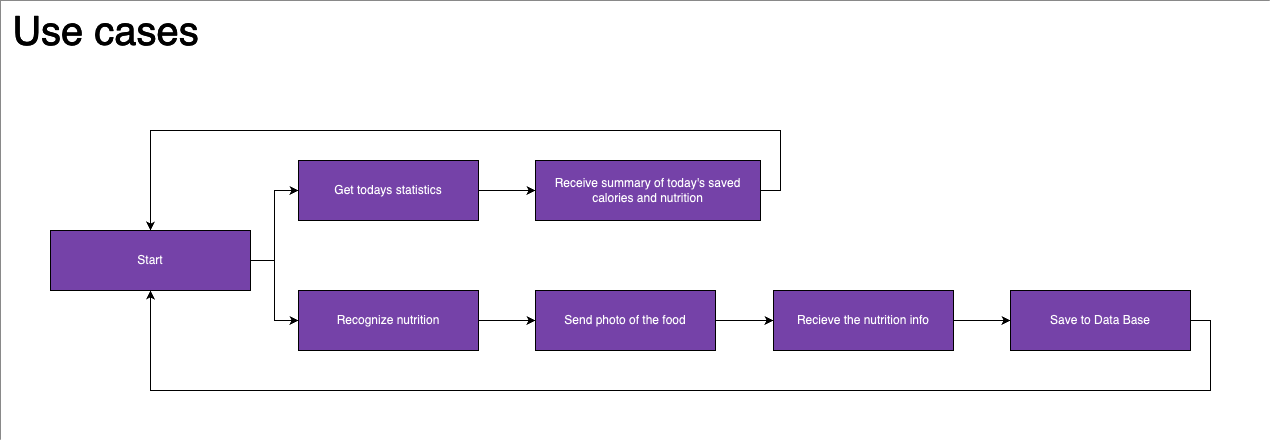 Use cases
Get todays statistics
Receive summary of today's saved
calories and nutrition
Start
Recognize nutrition
Send photo of the food
Recieve the nutrition info
Save to Data Base